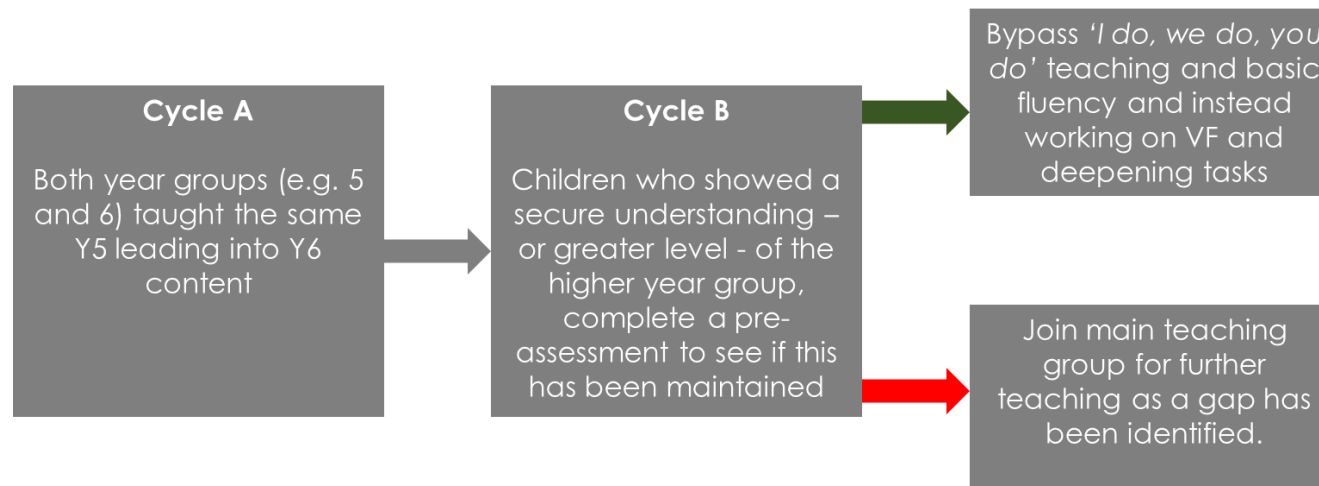 Cycle A
Both year groups (e.g. 5
and 6) taught the same
Y5 leading into Y6
content
Cycle B
Children who showed a
secure understanding –
or greater level - of the
higher year group,
complete a pre-
assessment to see if this
has been maintained
Bypass ‘I do, we do, you
do’ teaching and basic
fluency and instead
working on VF and
deepening tasks
Join main teaching
group for further
teaching as a gap has
been identified.